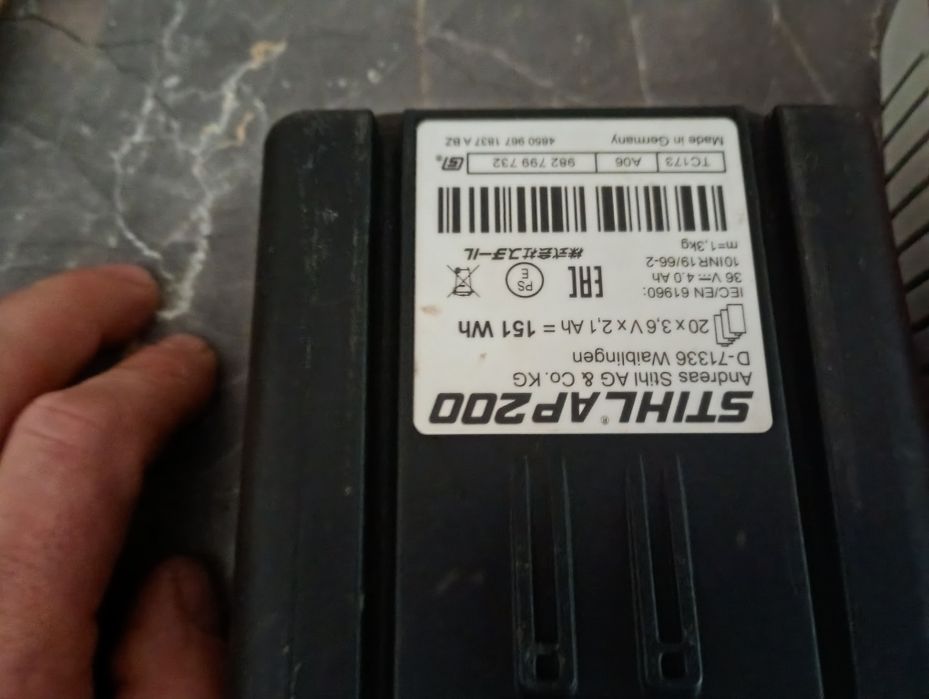 STIHL® AP200
Andreas Stihl AG & Co.KG
D-71336 Waiblingen
20 x 3,6 V x 2,1 Ah = 151 Wh
IEC/EN 61960:
36 V⎓ 4.0 Ah
10INR19/66-2
m=1,3kg
EAC
PS
E
株式会社スチール
TC173 A06 982 799 732
Made in Germany 4850 967 1837 A BZ